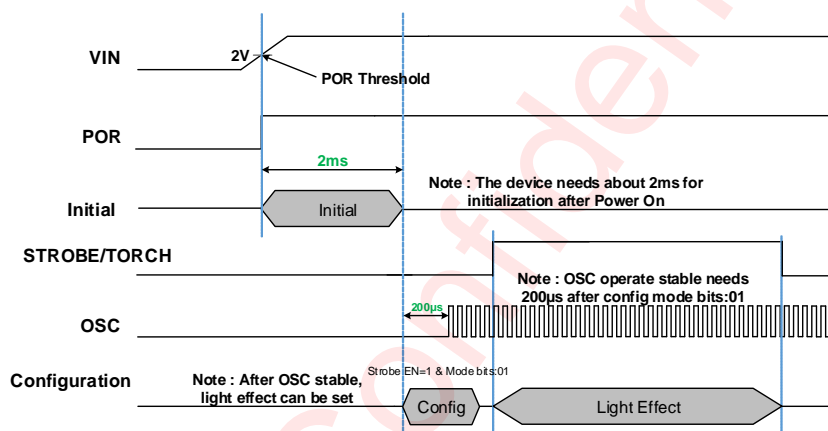 VIN
2V
POR Threshold
POR
2ms
Note : The device needs about 2ms for
initialization after Power On
Initial
Initial
STROBE/TORCH
Note : OSC operate stable needs
200µs after config mode bits:01
200µs
OSC
Strobe EN=1 & Mode bits:01
Configuration
Note : After OSC stable,
light effect can be set
Config
Light Effect
Confiden